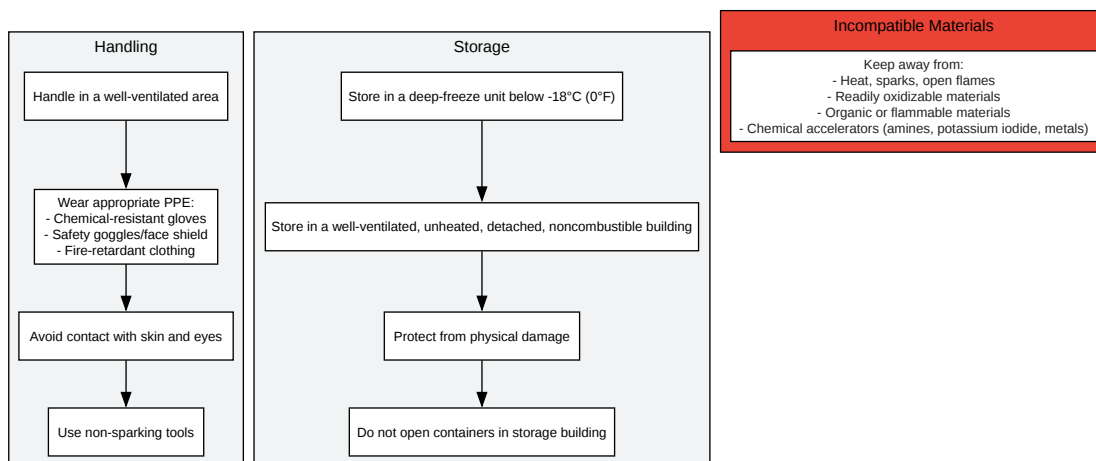 Handling
Handle in a well-ventilated area
Wear appropriate PPE:
- Chemical-resistant gloves
- Safety goggles/face shield
- Fire-retardant clothing
Avoid contact with skin and eyes
Use non-sparking tools
Storage
Store in a deep-freeze unit below -18°C (0°F)
Store in a well-ventilated, unheated, detached, noncombustible building
Protect from physical damage
Do not open containers in storage building
Incompatible Materials
Keep away from:
- Heat, sparks, open flames
- Readily oxidizable materials
- Organic or flammable materials
- Chemical accelerators (amines, potassium iodide, metals)